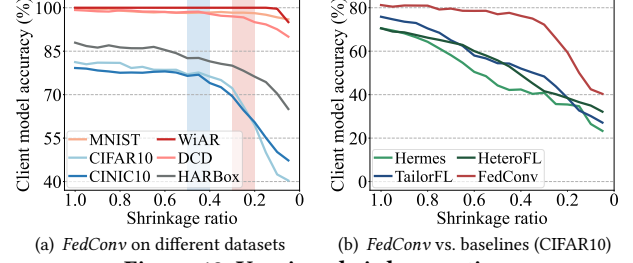 Client model accuracy (%)
100
85
70
55
40
MNIST
CIFAR10
CINIC10
WiAR
DCD
HARBox
1.0 0.8 0.6 0.4 0.2 0
Shrinkage ratio
(a) FedConv on different datasets
Client model accuracy (%)
80
60
40
20
0
Hermes
TailorFL
HeteroFL
FedConv
1.0 0.8 0.6 0.4 0.2 0
Shrinkage ratio
(b) FedConv vs. baselines (CIFAR10)